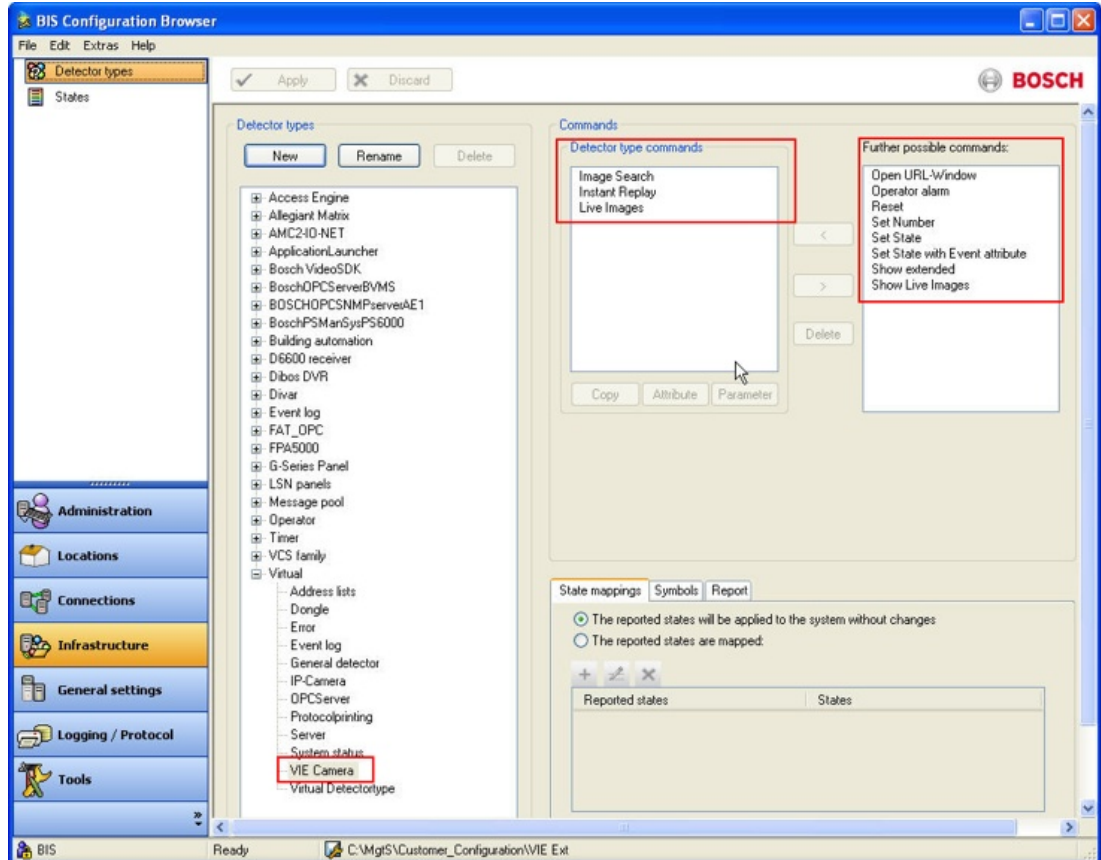 BIS Configuration Browser
File Edit Extras Help
Detector types
States
Apply
Discard
BOSCH
Detector types
New
Rename
Delete
Access Engine
Allegiant Matrix
AMC2-IO-NET
ApplicationLauncher
Bosch VideoSDK
BoschOPCServerBVMS
BOSCHOPCSNMPserverAE1
BoschPSManSysPS6000
Building automation
D6600 receiver
Dibos DVR
Divar
Event log
FAT_OPC
FPA5000
G-Series Panel
LSN panels
Message pool
Operator
Timer
VCS family
Virtual
Address lists
Dongle
Error
Event log
General detector
IP-Camera
OPCServer
Protocolprinting
Server
System status
VIE Camera
Virtual Detectortype
Commands
Detector type commands
Image Search
Instant Replay
Live Images
<
>
Delete
Copy
Attribute
Parameter
Further possible commands:
Open URL-Window
Operator alarm
Reset
Set Number
Set State
Set State with Event attribute
Show extended
Show Live Images
State mappings
Symbols
Report
The reported states will be applied to the system without changes
The reported states are mapped:
Reported states
States
Administration
Locations
Connections
Infrastructure
General settings
Logging / Protocol
Tools
BIS
Ready
C:\MgtS\Customer_Configuration\VIE Ext